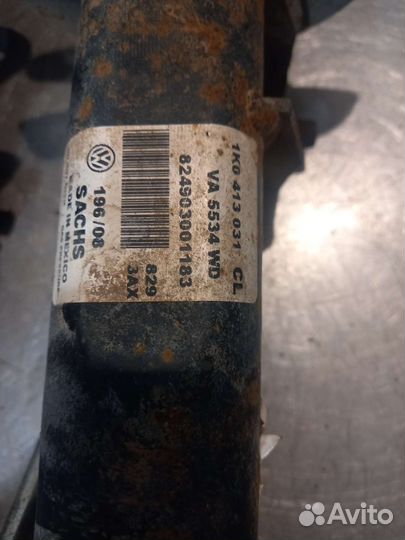 1K0 413 031 CL
VA 5534 WD
824903001183
829
3AX
196/08
SACHS
MADE IN MEXICO
Avito